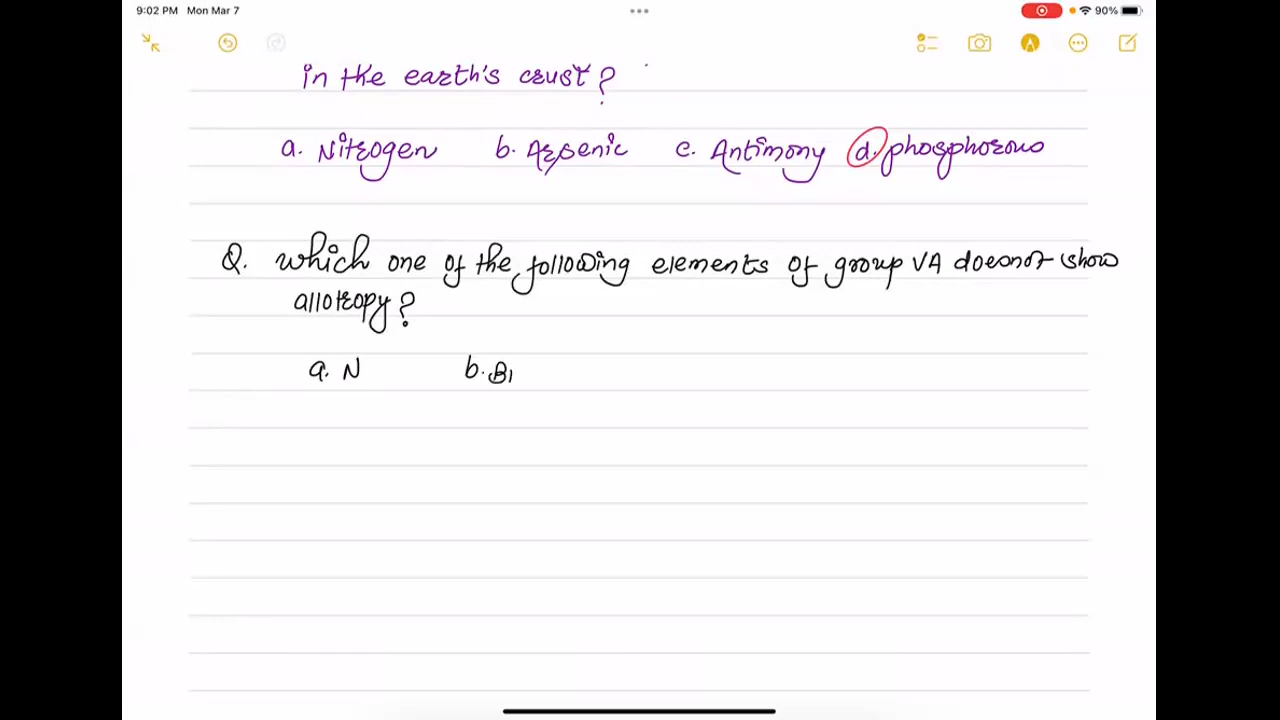 9:02 PM Mon Mar 7
90%
in the earth's crust?
a. Nitrogen b. Arsenic c. Antimony d. phosphorous
Q. which one of the following elements of group VA doesnot show
allotropy?
a. N b. Bi